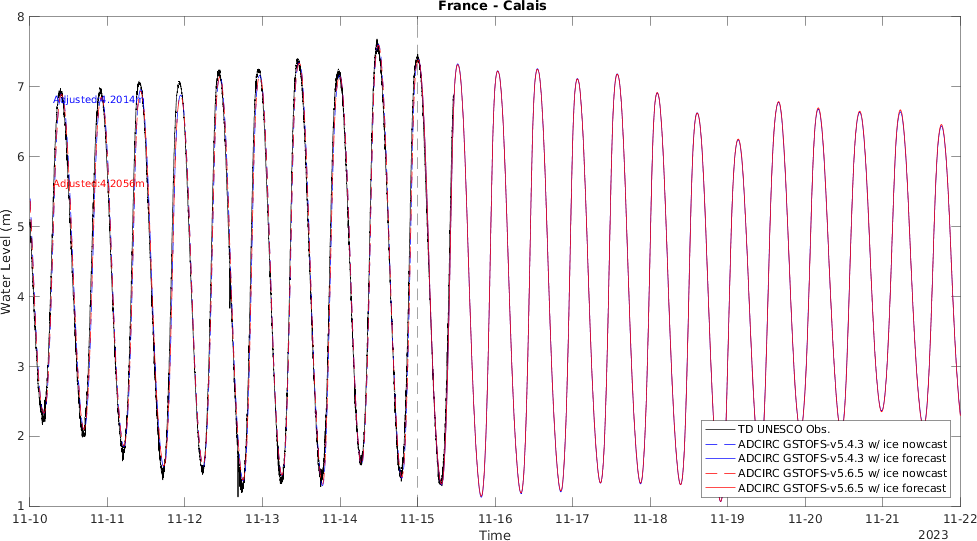 France - Calais
8
7
6
5
4
3
2
1
Water Level (m)
Adjusted:4.2014m
Adjusted:4.2056m
TD UNESCO Obs.
ADCIRC GSTOFS-v5.4.3 w/ ice nowcast
ADCIRC GSTOFS-v5.4.3 w/ ice forecast
ADCIRC GSTOFS-v5.6.5 w/ ice nowcast
ADCIRC GSTOFS-v5.6.5 w/ ice forecast
11-10 11-11 11-12 11-13 11-14 11-15 11-16 11-17 11-18 11-19 11-20 11-21 11-22
Time
2023